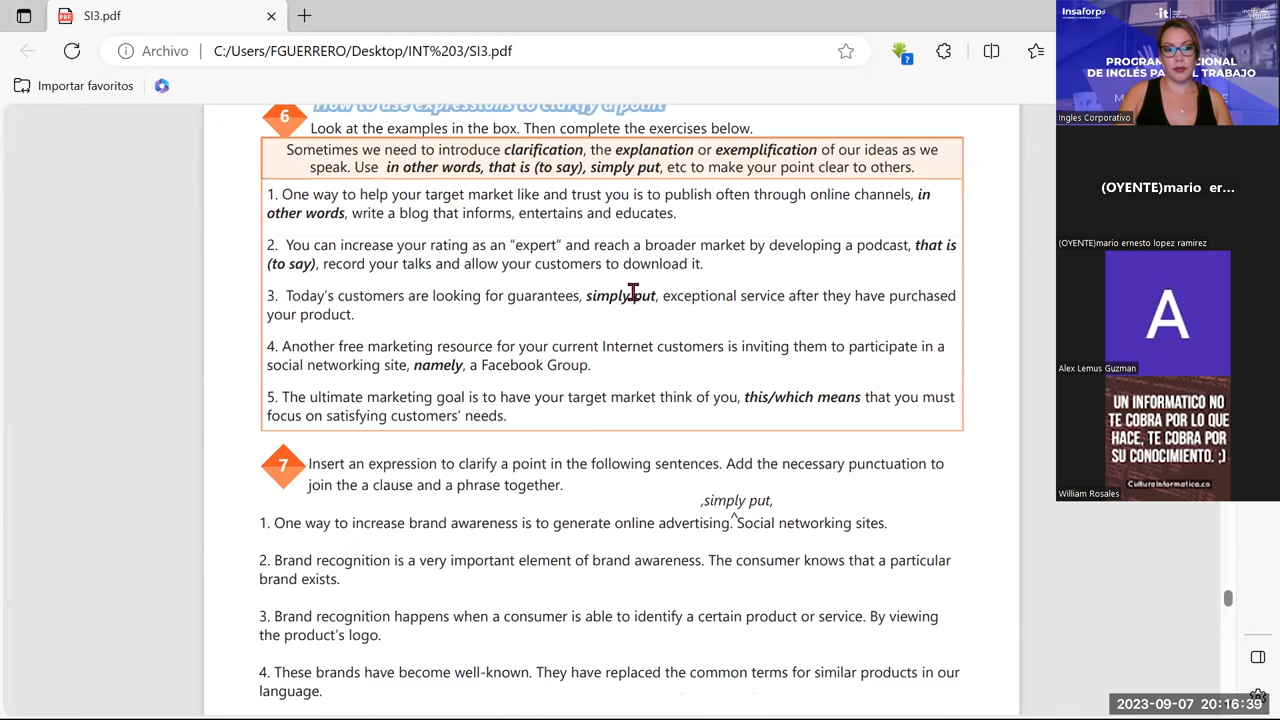 SI3.pdf
Archivo
C:/Users/FGUERRERO/Desktop/INT%203/SI3.pdf
Importar favoritos
6
How to use expressions to clarify a point
Look at the examples in the box. Then complete the exercises below.
Sometimes we need to introduce clarification, the explanation or exemplification of our ideas as we
speak. Use in other words, that is (to say), simply put, etc to make your point clear to others.
1. One way to help your target market like and trust you is to publish often through online channels, in
other words, write a blog that informs, entertains and educates.
2. You can increase your rating as an “expert” and reach a broader market by developing a podcast, that is
(to say), record your talks and allow your customers to download it.
3. Today’s customers are looking for guarantees, simply put, exceptional service after they have purchased
your product.
4. Another free marketing resource for your current Internet customers is inviting them to participate in a
social networking site, namely, a Facebook Group.
5. The ultimate marketing goal is to have your target market think of you, this/which means that you must
focus on satisfying customers’ needs.
7
Insert an expression to clarify a point in the following sentences. Add the necessary punctuation to
join the a clause and a phrase together.
,simply put,
^
1. One way to increase brand awareness is to generate online advertising. Social networking sites.
2. Brand recognition is a very important element of brand awareness. The consumer knows that a particular
brand exists.
3. Brand recognition happens when a consumer is able to identify a certain product or service. By viewing
the product’s logo.
4. These brands have become well-known. They have replaced the common terms for similar products in our
language.
Insaforp
it
DE INGLÉS PA TRABAJO
Ingles Corporativo
(OYENTE)mario er...
(OYENTE)mario ernesto lopez ramirez
A
Alex Lemus Guzman
UN INFORMATICO NO
TE COBRA POR LO QUE
HACE, TE COBRA POR
SU CONOCIMIENTO. ;)
CulturaInformatica.co
William Rosales
2023-09-07 20:16:39